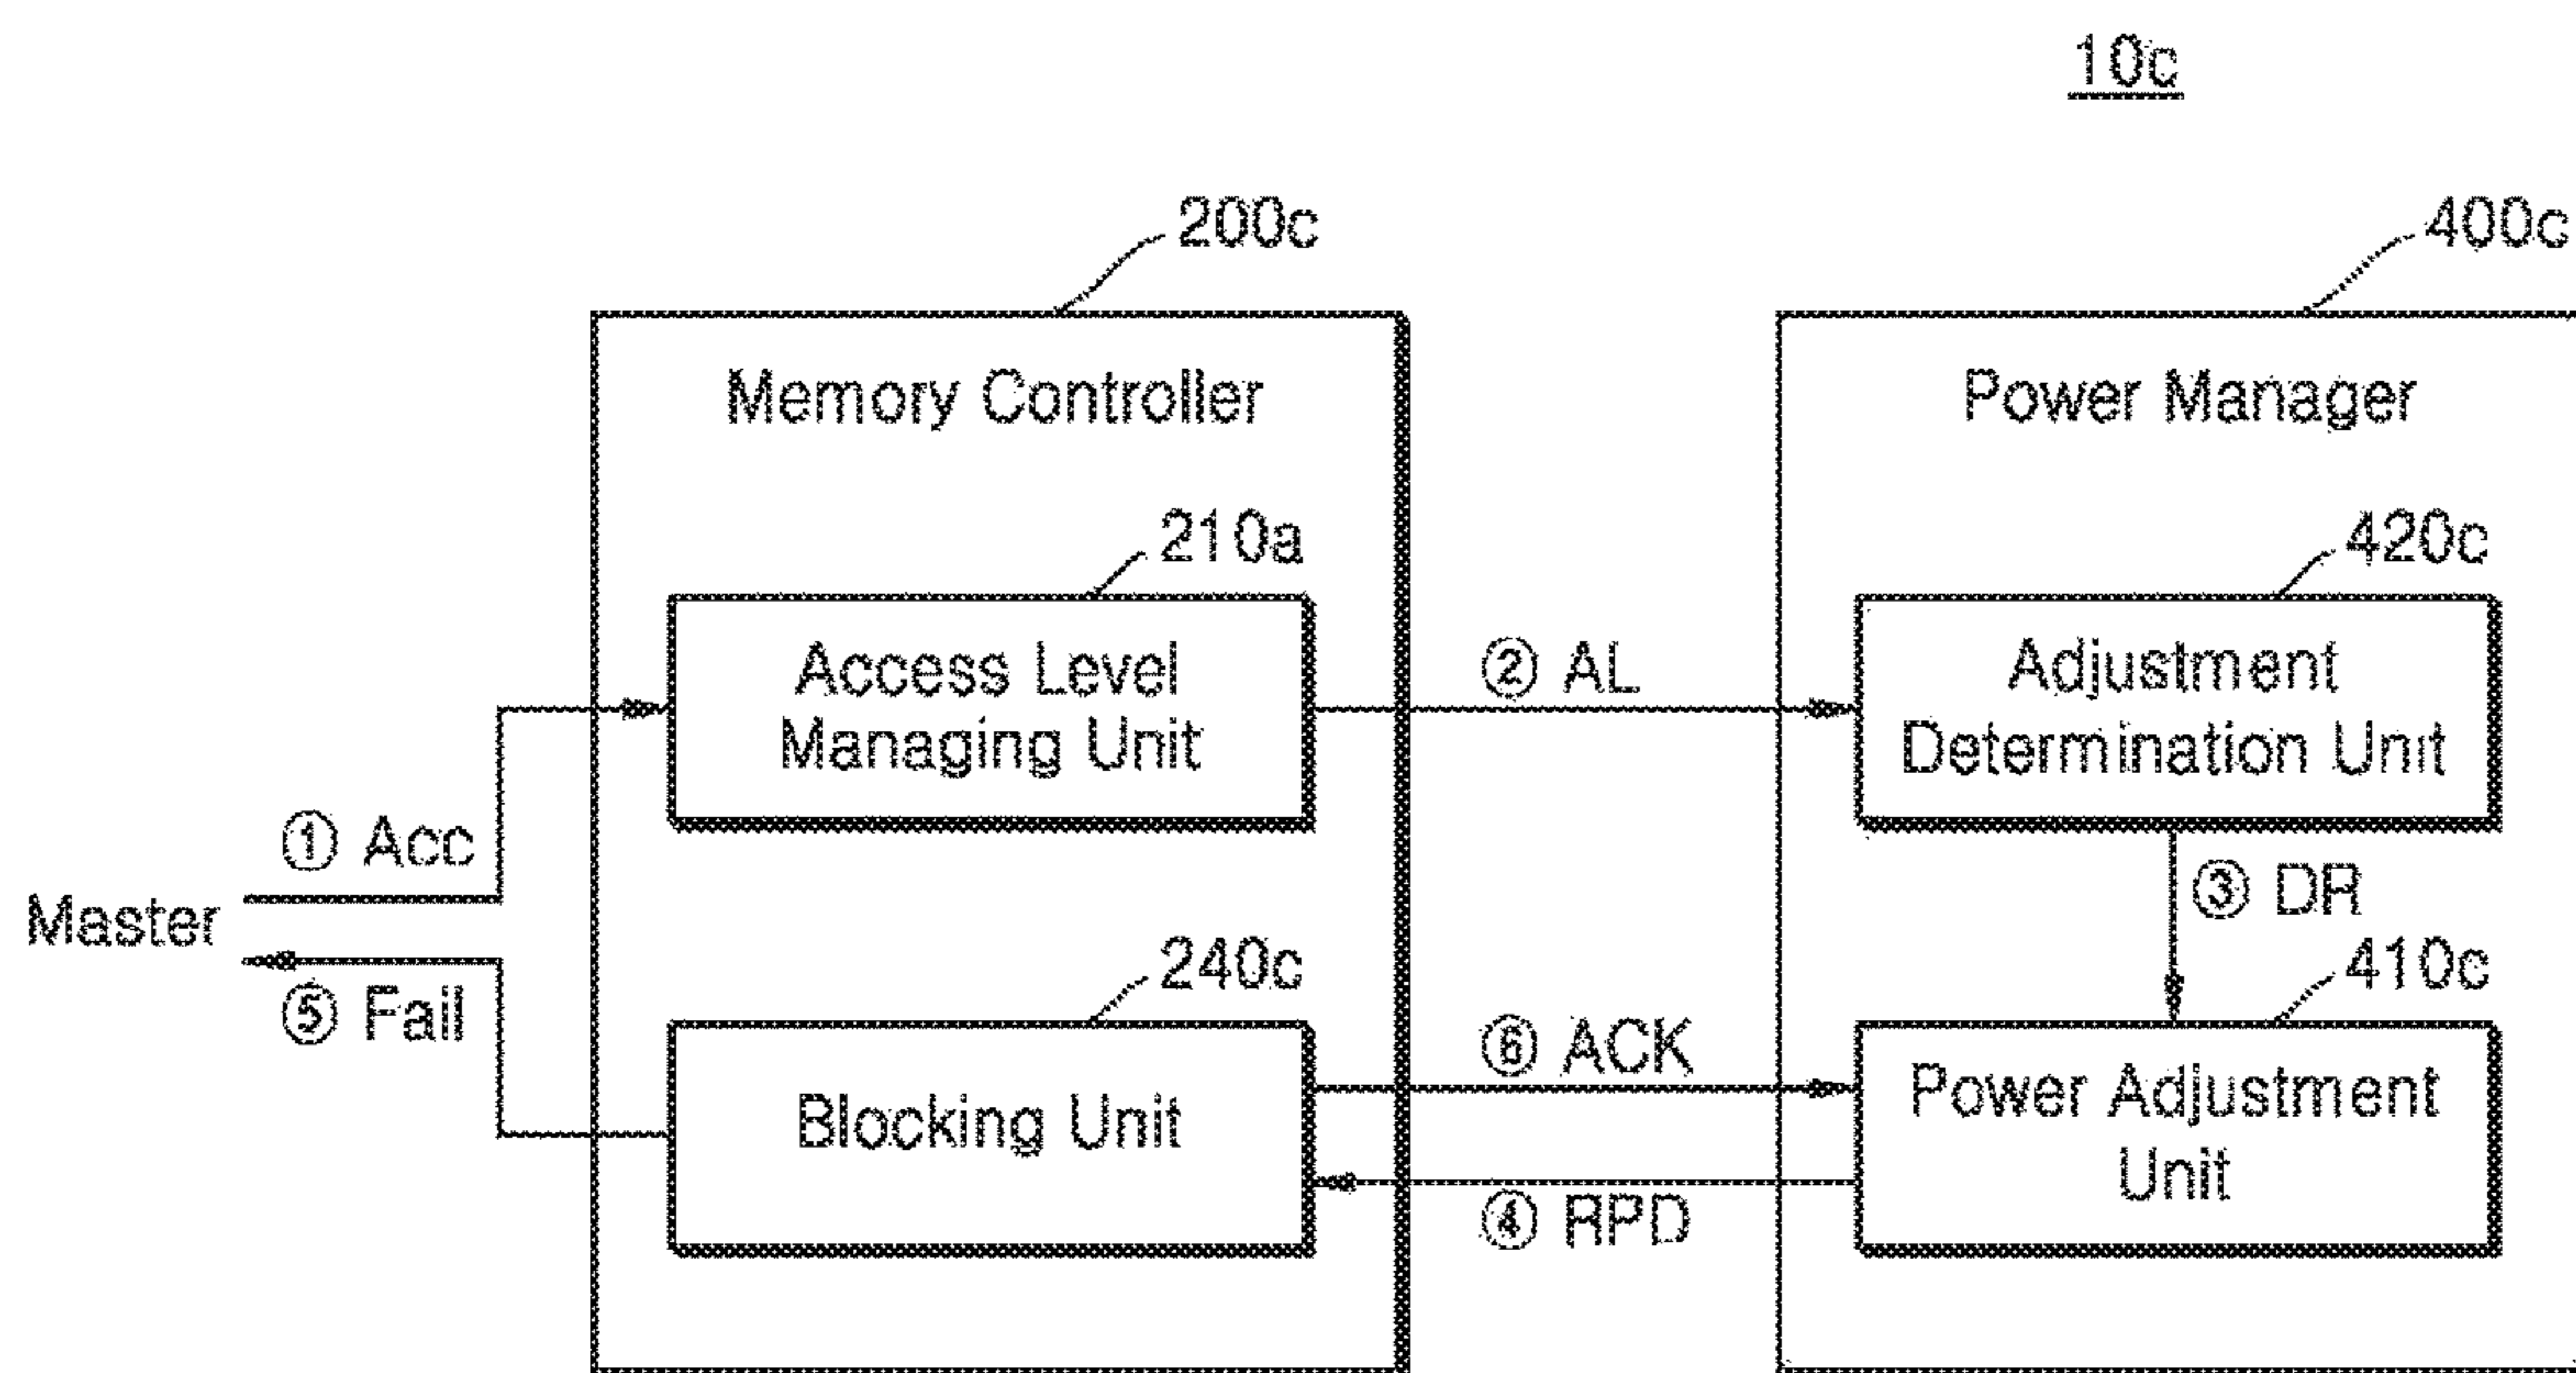 10c
200c
400c
Memory Controller
Power Manager
210a
420c
Access Level
Managing Unit
② AL
Adjustment
Determination Unit
① Acc
③ DR
Master
240c
410c
⑤ Fail
⑥ ACK
Blocking Unit
Power Adjustment
Unit
④ RPD